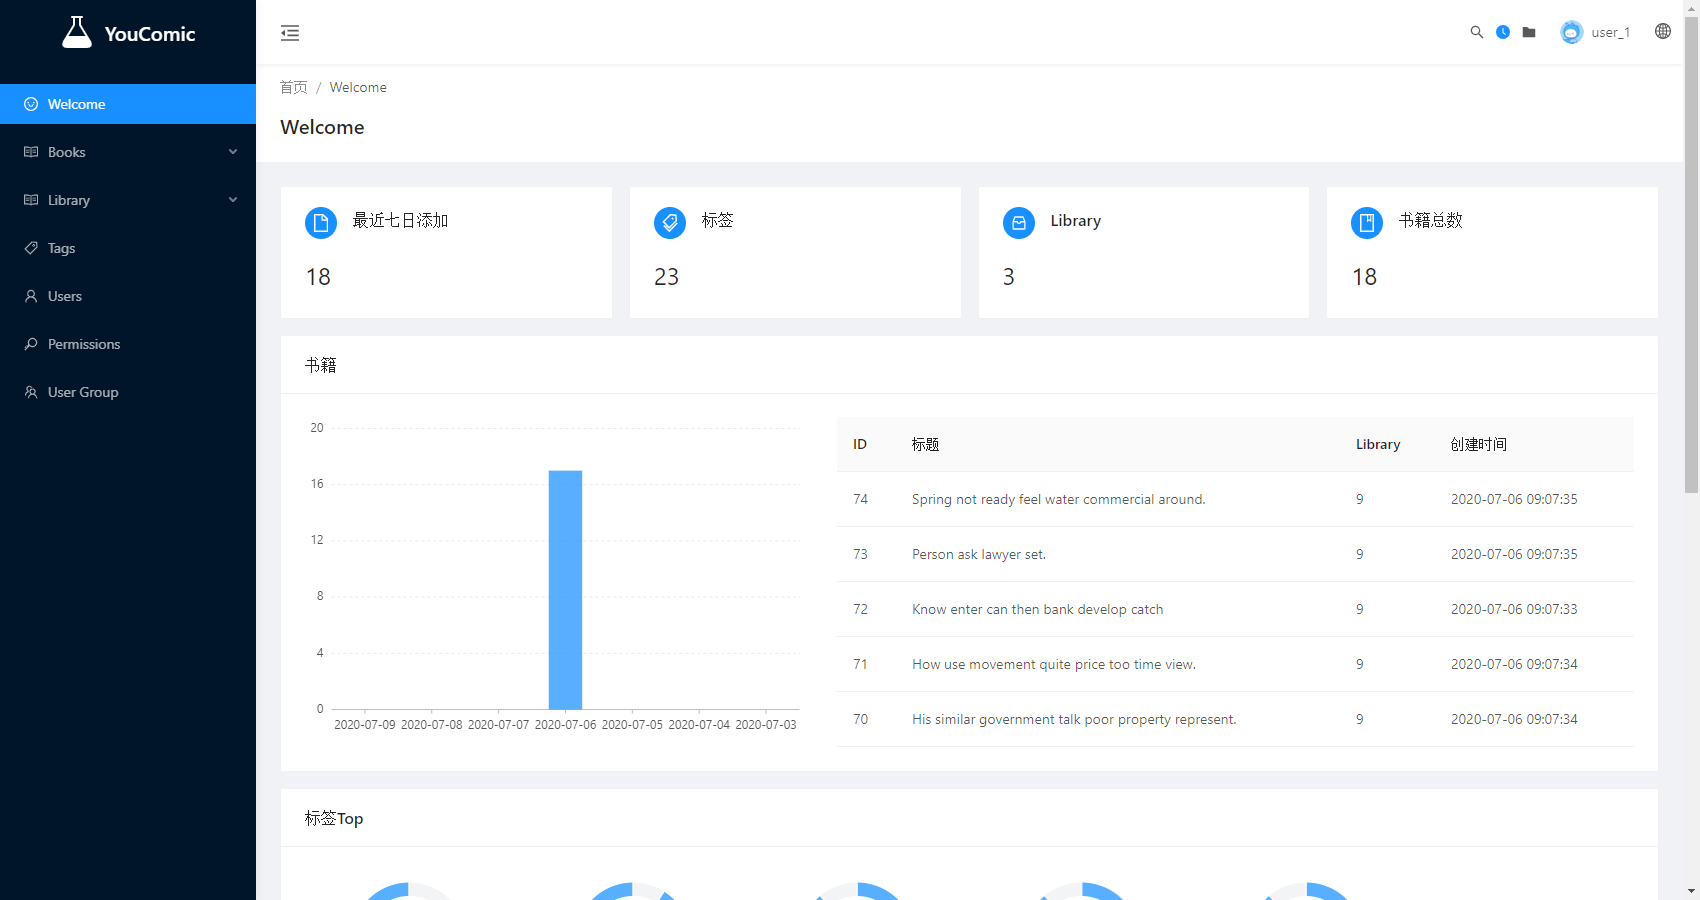 YouComic
user_1
Welcome
Books
Library
Tags
Users
Permissions
User Group
首页 / Welcome
Welcome
最近七日添加
18
标签
23
Library
3
书籍总数
18
书籍
20
16
12
8
4
0
2020-07-09 2020-07-08 2020-07-07 2020-07-06 2020-07-05 2020-07-04 2020-07-03
ID 标题 Library 创建时间
74 Spring not ready feel water commercial around. 9 2020-07-06 09:07:35
73 Person ask lawyer set. 9 2020-07-06 09:07:35
72 Know enter can then bank develop catch 9 2020-07-06 09:07:33
71 How use movement quite price too time view. 9 2020-07-06 09:07:34
70 His similar government talk poor property represent. 9 2020-07-06 09:07:34
标签Top